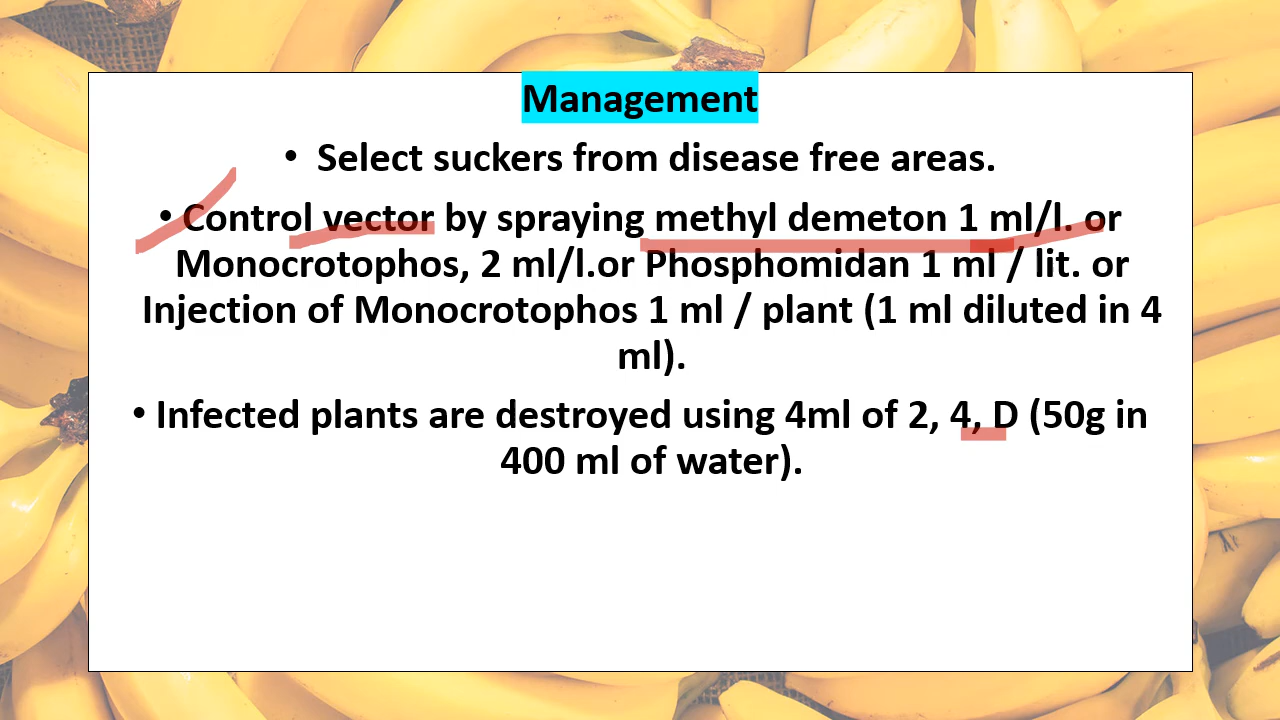 Management
• Select suckers from disease free areas.
• Control vector by spraying methyl demeton 1 ml/l. or
Monocrotophos, 2 ml/l.or Phosphomidan 1 ml / lit. or
Injection of Monocrotophos 1 ml / plant (1 ml diluted in 4
ml).
• Infected plants are destroyed using 4ml of 2, 4, D (50g in
400 ml of water).